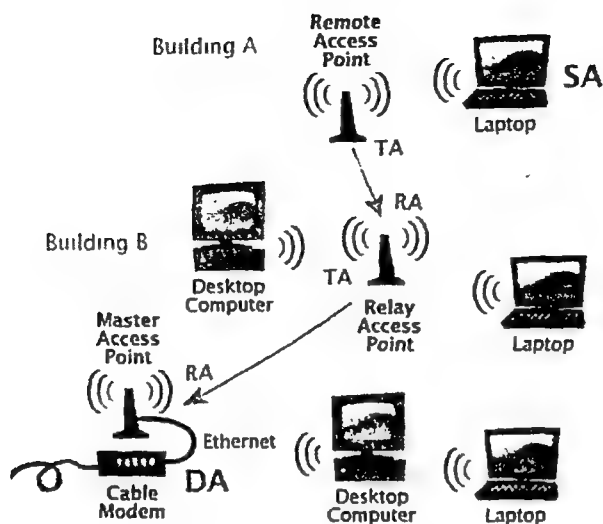 Building A
Remote
Access
Point
SA
Laptop
TA
RA
Building B
TA
Desktop
Computer
Relay
Access
Point
Laptop
Master
Access
Point
RA
Ethernet
DA
Cable
Modem
Desktop
Computer
Laptop